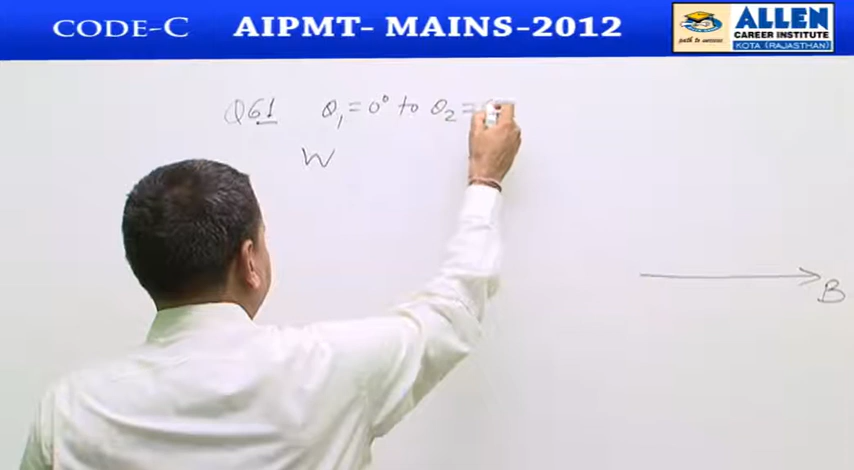 CODE-C
AIPMT- MAINS-2012
ALLEN
CAREER INSTITUTE
KOTA (RAJASTHAN)
path to success
Q61 θ₁ = 0° to θ₂ =
W
B